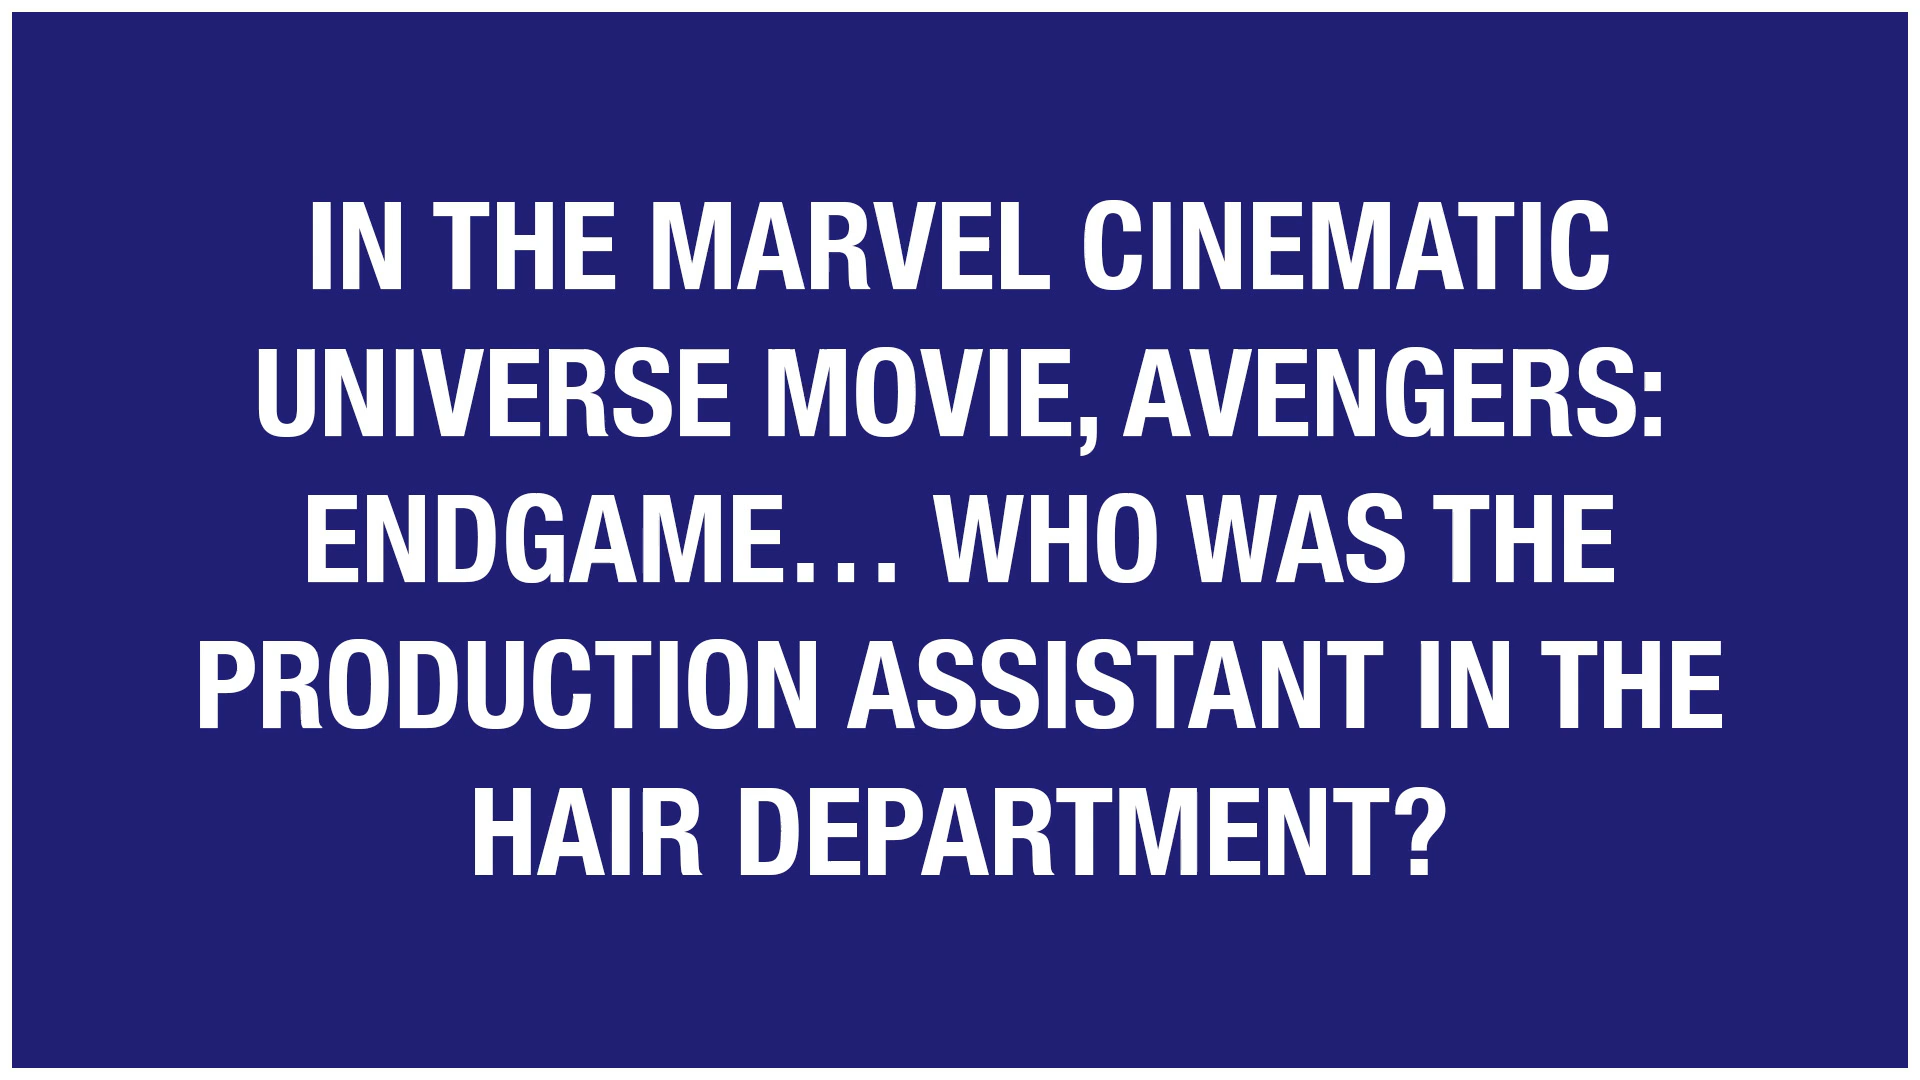 IN THE MARVEL CINEMATIC
UNIVERSE MOVIE, AVENGERS:
ENDGAME... WHO WAS THE
PRODUCTION ASSISTANT IN THE
HAIR DEPARTMENT?